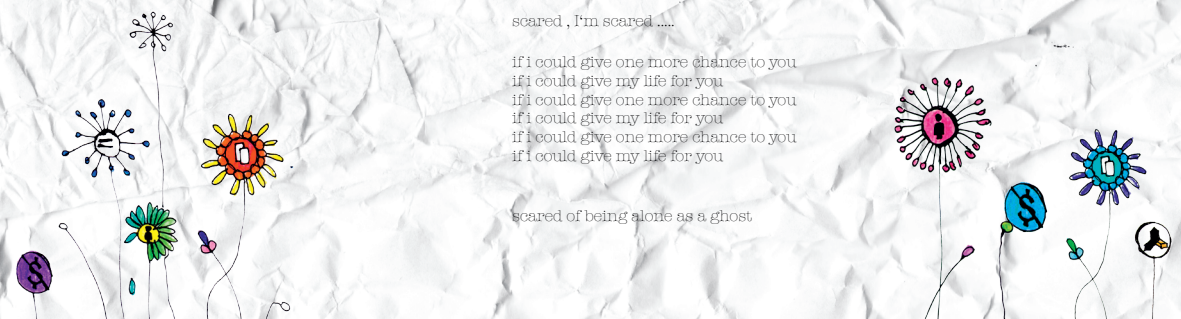 scared , I'm scared .....
if i could give one more chance to you
if i could give my life for you
if i could give one more chance to you
if i could give my life for you
if i could give one more chance to you
if i could give my life for you
scared of being alone as a ghost
$
=
$